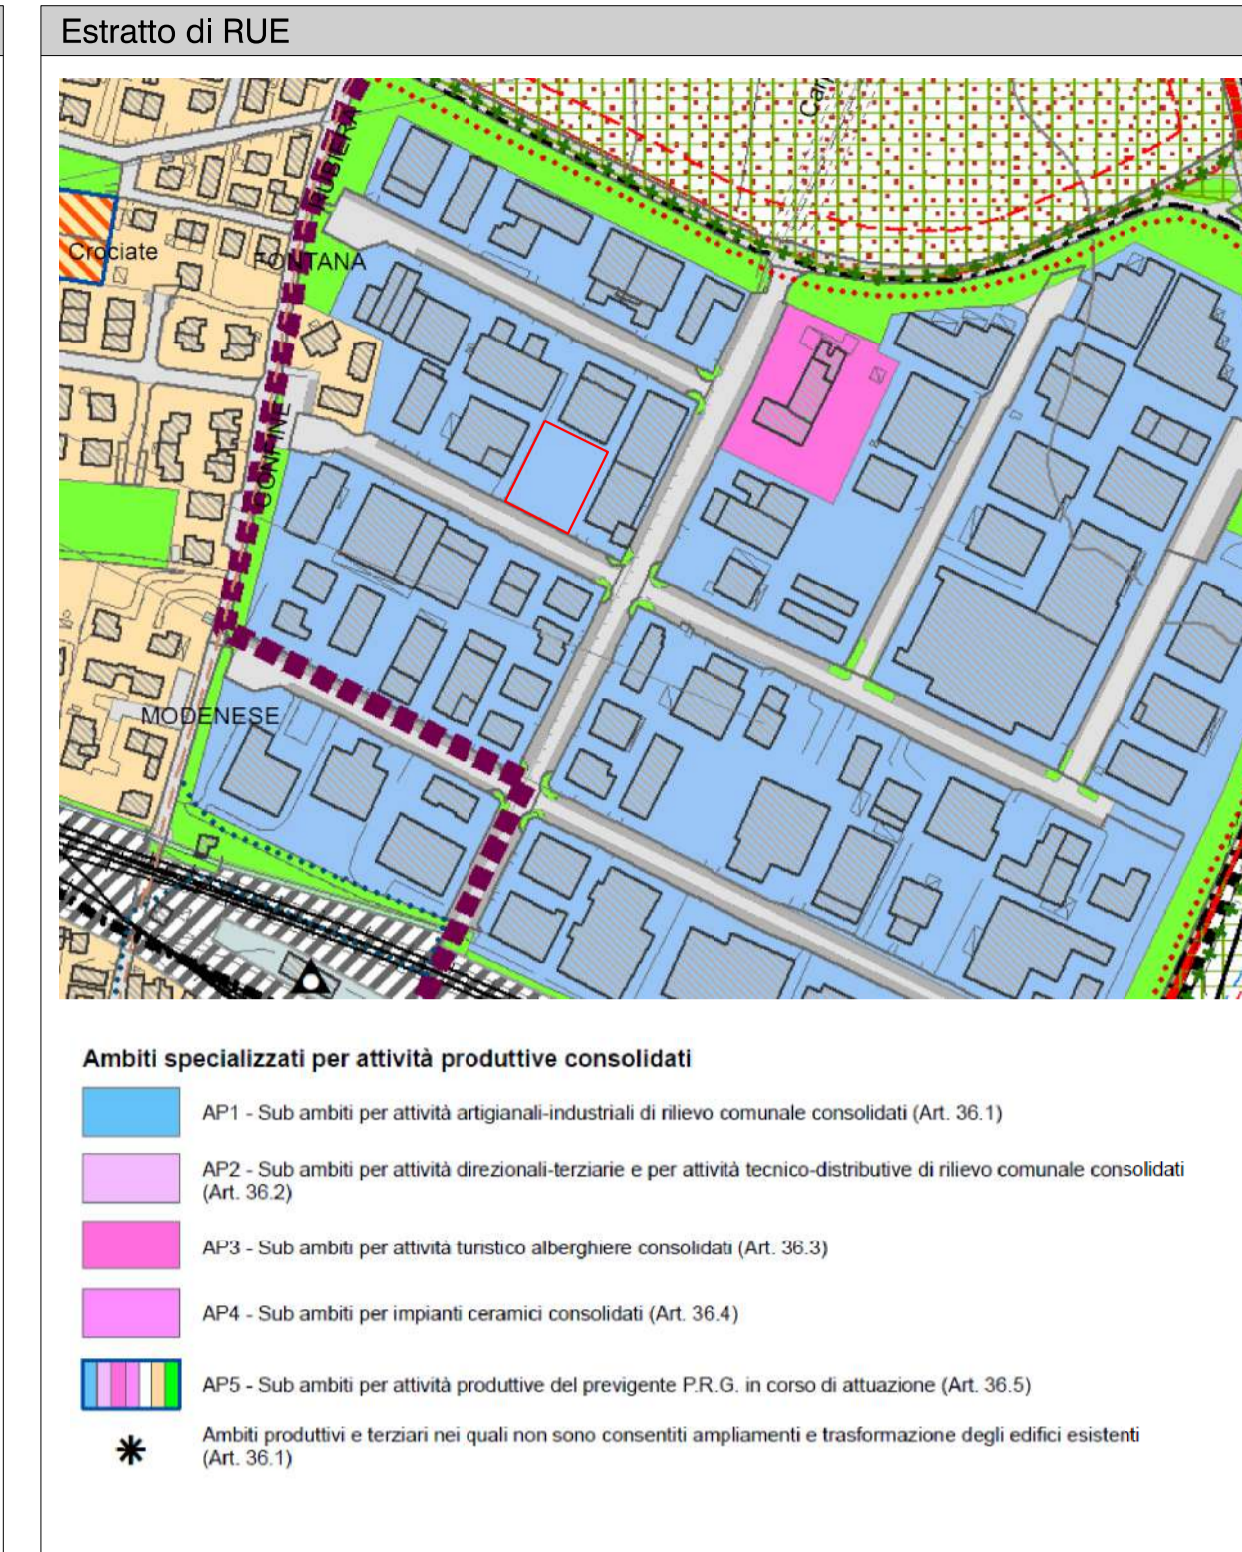 Estratto di RUE
Can
RUBIERA
Crociate
FONTANA
CONFINE
MODENESE
Ambiti specializzati per attività produttive consolidati
AP1 - Sub ambiti per attività artigianali-industriali di rilievo comunale consolidati (Art. 36.1)
AP2 - Sub ambiti per attività direzionali-terziarie e per attività tecnico-distributive di rilievo comunale consolidati
(Art. 36.2)
AP3 - Sub ambiti per attività turistico alberghiere consolidati (Art. 36.3)
AP4 - Sub ambiti per impianti ceramici consolidati (Art. 36.4)
AP5 - Sub ambiti per attività produttive del previgente P.R.G. in corso di attuazione (Art. 36.5)
Ambiti produttivi e terziari nei quali non sono consentiti ampliamenti e trasformazione degli edifici esistenti
(Art. 36.1)